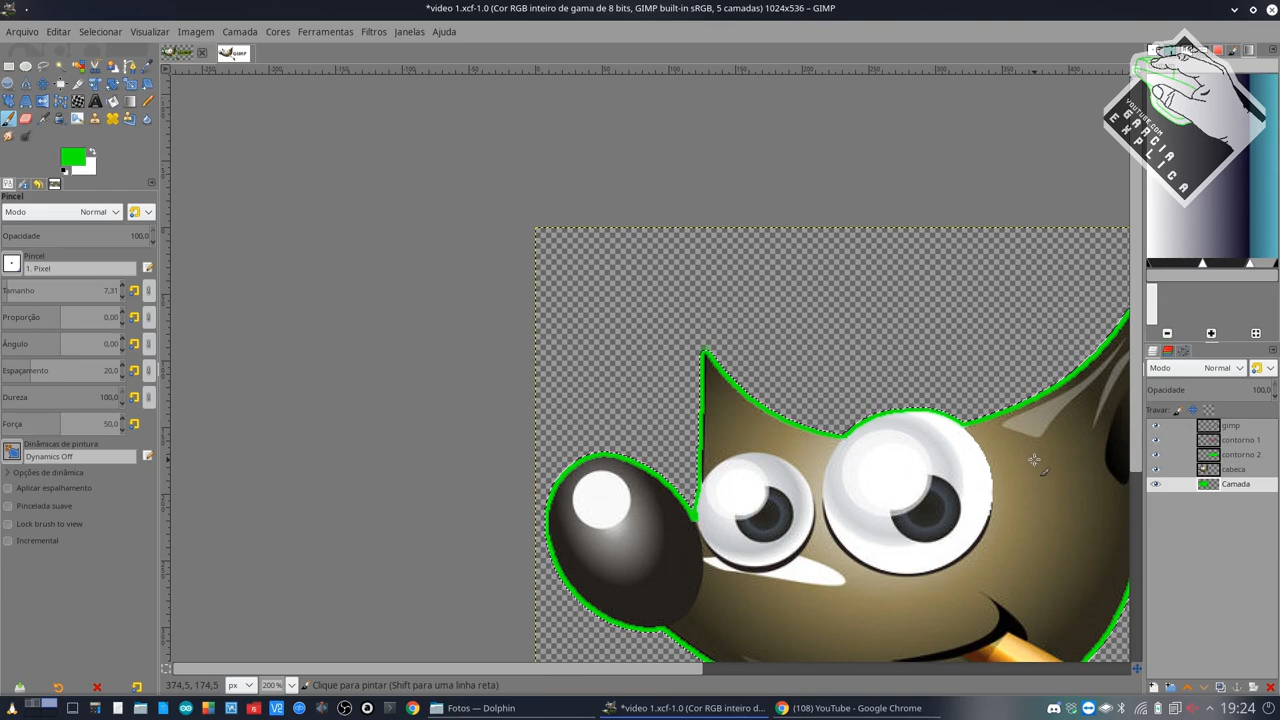 *video 1.xcf-1.0 (Cor RGB inteiro de gama de 8 bits, GIMP built-in sRGB, 5 camadas) 1024x536 – GIMP
Arquivo Editar Selecionar Visualizar Imagem Camada Cores Ferramentas Filtros Janelas Ajuda
YOUTUBE.COM
GARCIA
EXPLICA
Pincel
Modo Normal
Opacidade 100,0
Pincel
1. Pixel
Tamanho 7,31
Proporção 0,00
Ângulo 0,00
Espaçamento 20,0
Dureza 100,0
Força 50,0
Dinâmicas de pintura
Dynamics Off
Opções de dinâmica
Aplicar espalhamento
Pincelada suave
Lock brush to view
Incremental
Modo Normal
Opacidade 100,0
Travar:
gimp
contorno 1
contorno 2
cabeca
Camada
374,5, 174,5 px 200% Clique para pintar (Shift para uma linha reta)
Fotos — Dolphin
*video 1.xcf-1.0 (Cor RGB inteiro d...
(108) YouTube - Google Chrome
19:24